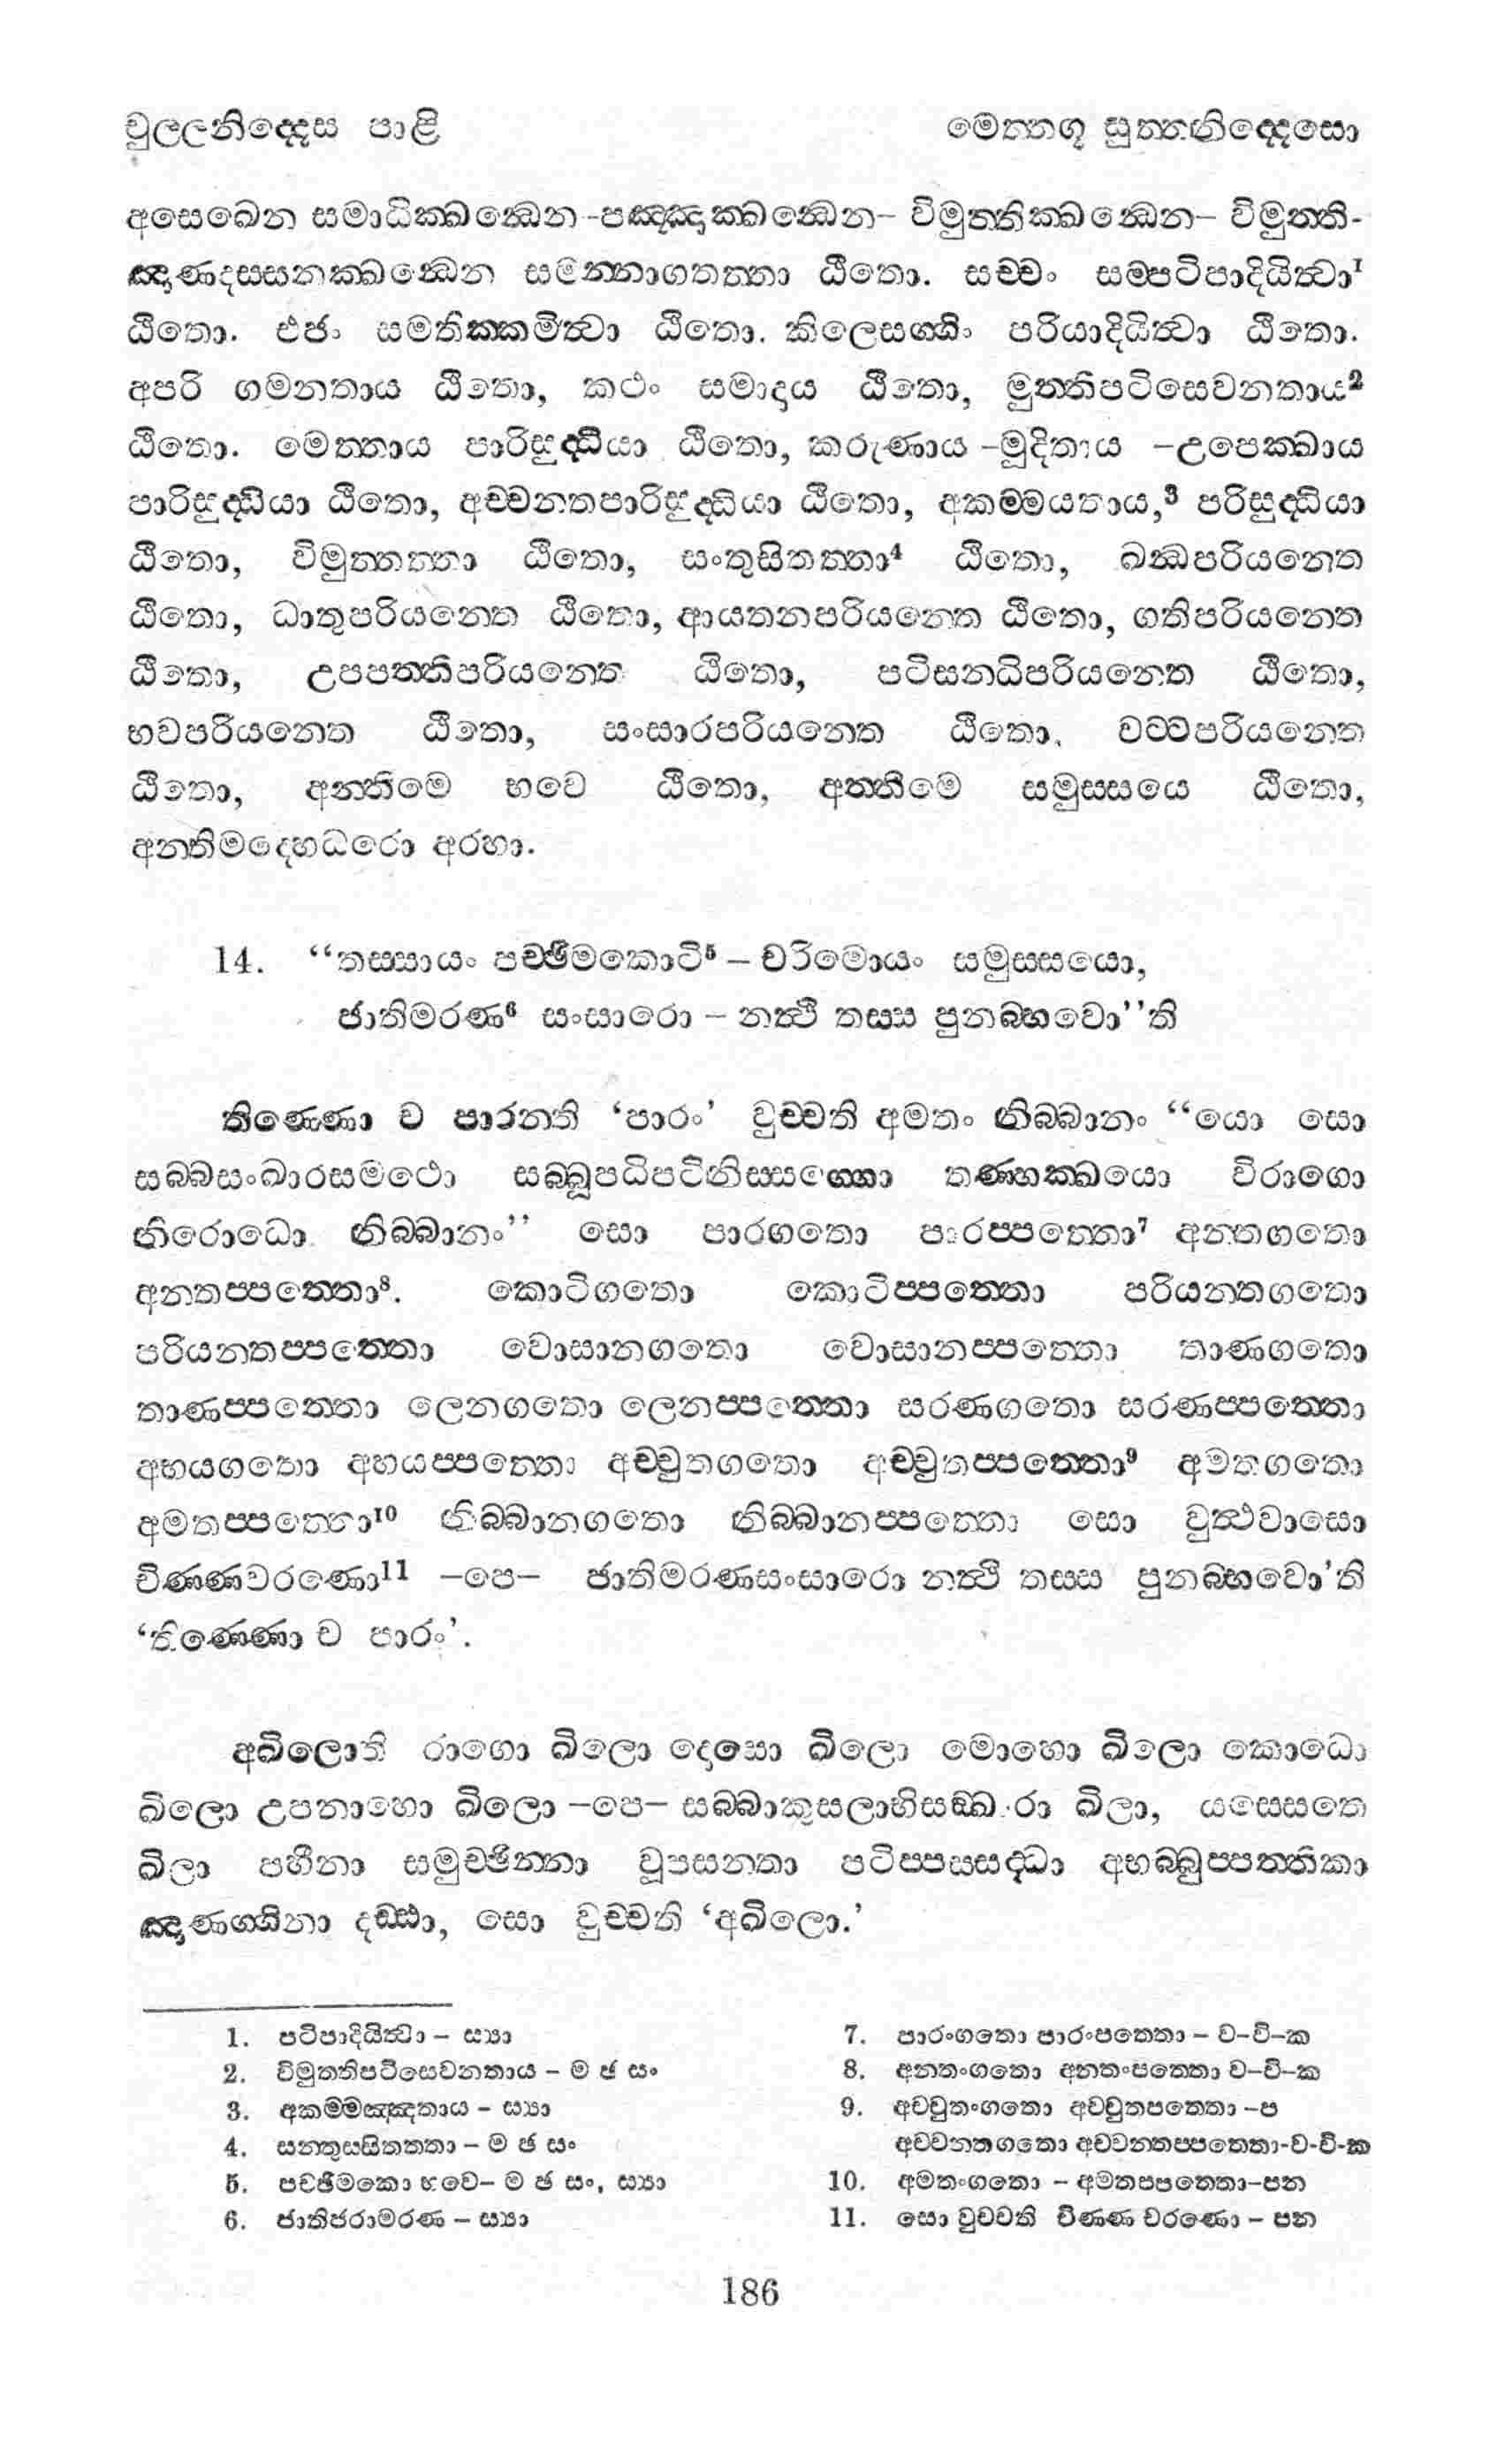 චුල්ලනිද්දෙස පාළි
මෙත්තගූ සුත්තනිද්දෙසො
අසෙඛෙන සමාධික්ඛන්ධෙන -පඤ්ඤාක්ඛන්ධෙන– විමුත්තික්ඛන්ධෙන– විමුත්ති-
ඤාණදස්සනක්ඛන්ධෙන සමන්නාගතත්තා ඨීතො. සච්චං සම්පටිපාදියිත්වා¹
ඨීතො. එජං සමතික්කමිත්වා ඨීතො. කිලෙසග්ගිං පරියාදියිත්වා ඨීතො.
අපරි ගමනතාය ඨීතො, කථං සමාදාය ඨීතො, මුත්තිපටිසෙවනතාය²
ඨීතො. මෙත්තාය පාරිසුද්ධියා ඨීතො, කරුණාය -මූදිතාය –උපෙක්ඛාය
පාරිසුද්ධියා ඨීතො, අච්චන්තපාරිසුද්ධියා ඨීතො, අකම්මයතාය,³ පරිසුද්ධියා
ඨීතො, විමුත්තත්තා ඨීතො, සංතුසිතත්තා⁴ ඨීතො, ඛන්ධපරියන්තෙ
ඨීතො, ධාතුපරියන්තෙ ඨීතො, ආයතනපරියන්තෙ ඨීතො, ගතිපරියන්තෙ
ඨීතො, උපපත්තිපරියන්තෙ ඨීතො, පටිසන්ධිපරියන්තෙ ඨීතො,
භවපරියන්තෙ ඨීතො, සංසාරපරියන්තෙ ඨීතො, වට්ටපරියන්තෙ
ඨීතො, අන්තිමෙ භවෙ ඨීතො, අත්තිමෙ සමුස්සයෙ ඨීතො,
අන්තිමදෙහධරො අරහා.
14. “තස්සායං පච්ඡිමකොටි⁵ – චරිමොයං සමුස්සයො,
ජාතිමරණ⁶ සංසාරො – නත්ථි තස්ස පුනබ්භවො’’ති
තිණ්ණො ච පාරන්ති ‘පාරං’ වුච්චති අමතං නිබ්බානං “යො සො
සබ්බසංඛාරසමථො සබ්බූපධිපටිනිස්සග්ගො තණ්හක්ඛයො විරාගො
නිරොධො නිබ්බානං’’ සො පාරගතො පාරප්පත්තො⁷ අන්තගතො
අන්තප්පත්තො⁸. කොටිගතො කොටිප්පත්තො පරියන්තගතො
පරියන්තප්පත්තො වොසානගතො වොසානප්පත්තො තාණගතො
තාණප්පත්තො ලෙනගතො ලෙනප්පත්තො සරණගතො සරණප්පත්තො
අභයගතො අභයප්පත්තො අච්චුතගතො අච්චුතප්පත්තො⁹ අමතගතො
අමතප්පත්තො¹⁰ නිබ්බානගතො නිබ්බානප්පත්තො සො වුත්ථවාසො
චිණ්ණවරණො¹¹ –පෙ– ජාතිමරණසංසාරො නත්ථි තස්ස පුනබ්භවො’ති
‘තිණ්ණො ච පාරං’.
අඛිලොති රාගො ඛිලො දොසො ඛිලො මොහො ඛිලො කොධො
ඛිලො උපනාහො ඛිලො –පෙ– සබ්බාකුසලාභිසඞ්ඛාරා ඛිලා, යස්සෙතෙ
ඛිලා පහීනා සමුච්ඡින්නා වූපසන්තා පටිප්පස්සද්ධා අභබ්බුප්පත්තිකා
ඤාණග්ගිනා දඩ්ඪා, සො වුච්චති ‘අඛිලො.’
1. පටිපාදියිත්වා – ස්‍යා
2. විමුත්තිපටිසෙවනතාය – ම ඡ සං
3. අකම්මඤ්ඤතාය – ස්‍යා
4. සන්තුස්සිතත්තා – ම ඡ සං
5. පච්ඡිමකො භවෙ– ම ඡ සං, ස්‍යා
6. ජාතිජරාමරණ – ස්‍යා
7. පාරංගතො පාරංපත්තො – ව–වි–ක
8. අන්තංගතො අන්තංපත්තො ව–වි–ක
9. අච්චුතංගතො අච්චුතපත්තො –ප
අච්චන්තගතො අච්චන්තප්පත්තො-ව-වි-ක
10. අමතංගතො – අමතප්පත්තො–පන
11. සො වුච්චති චිණ්ණ චරණො – පන
186